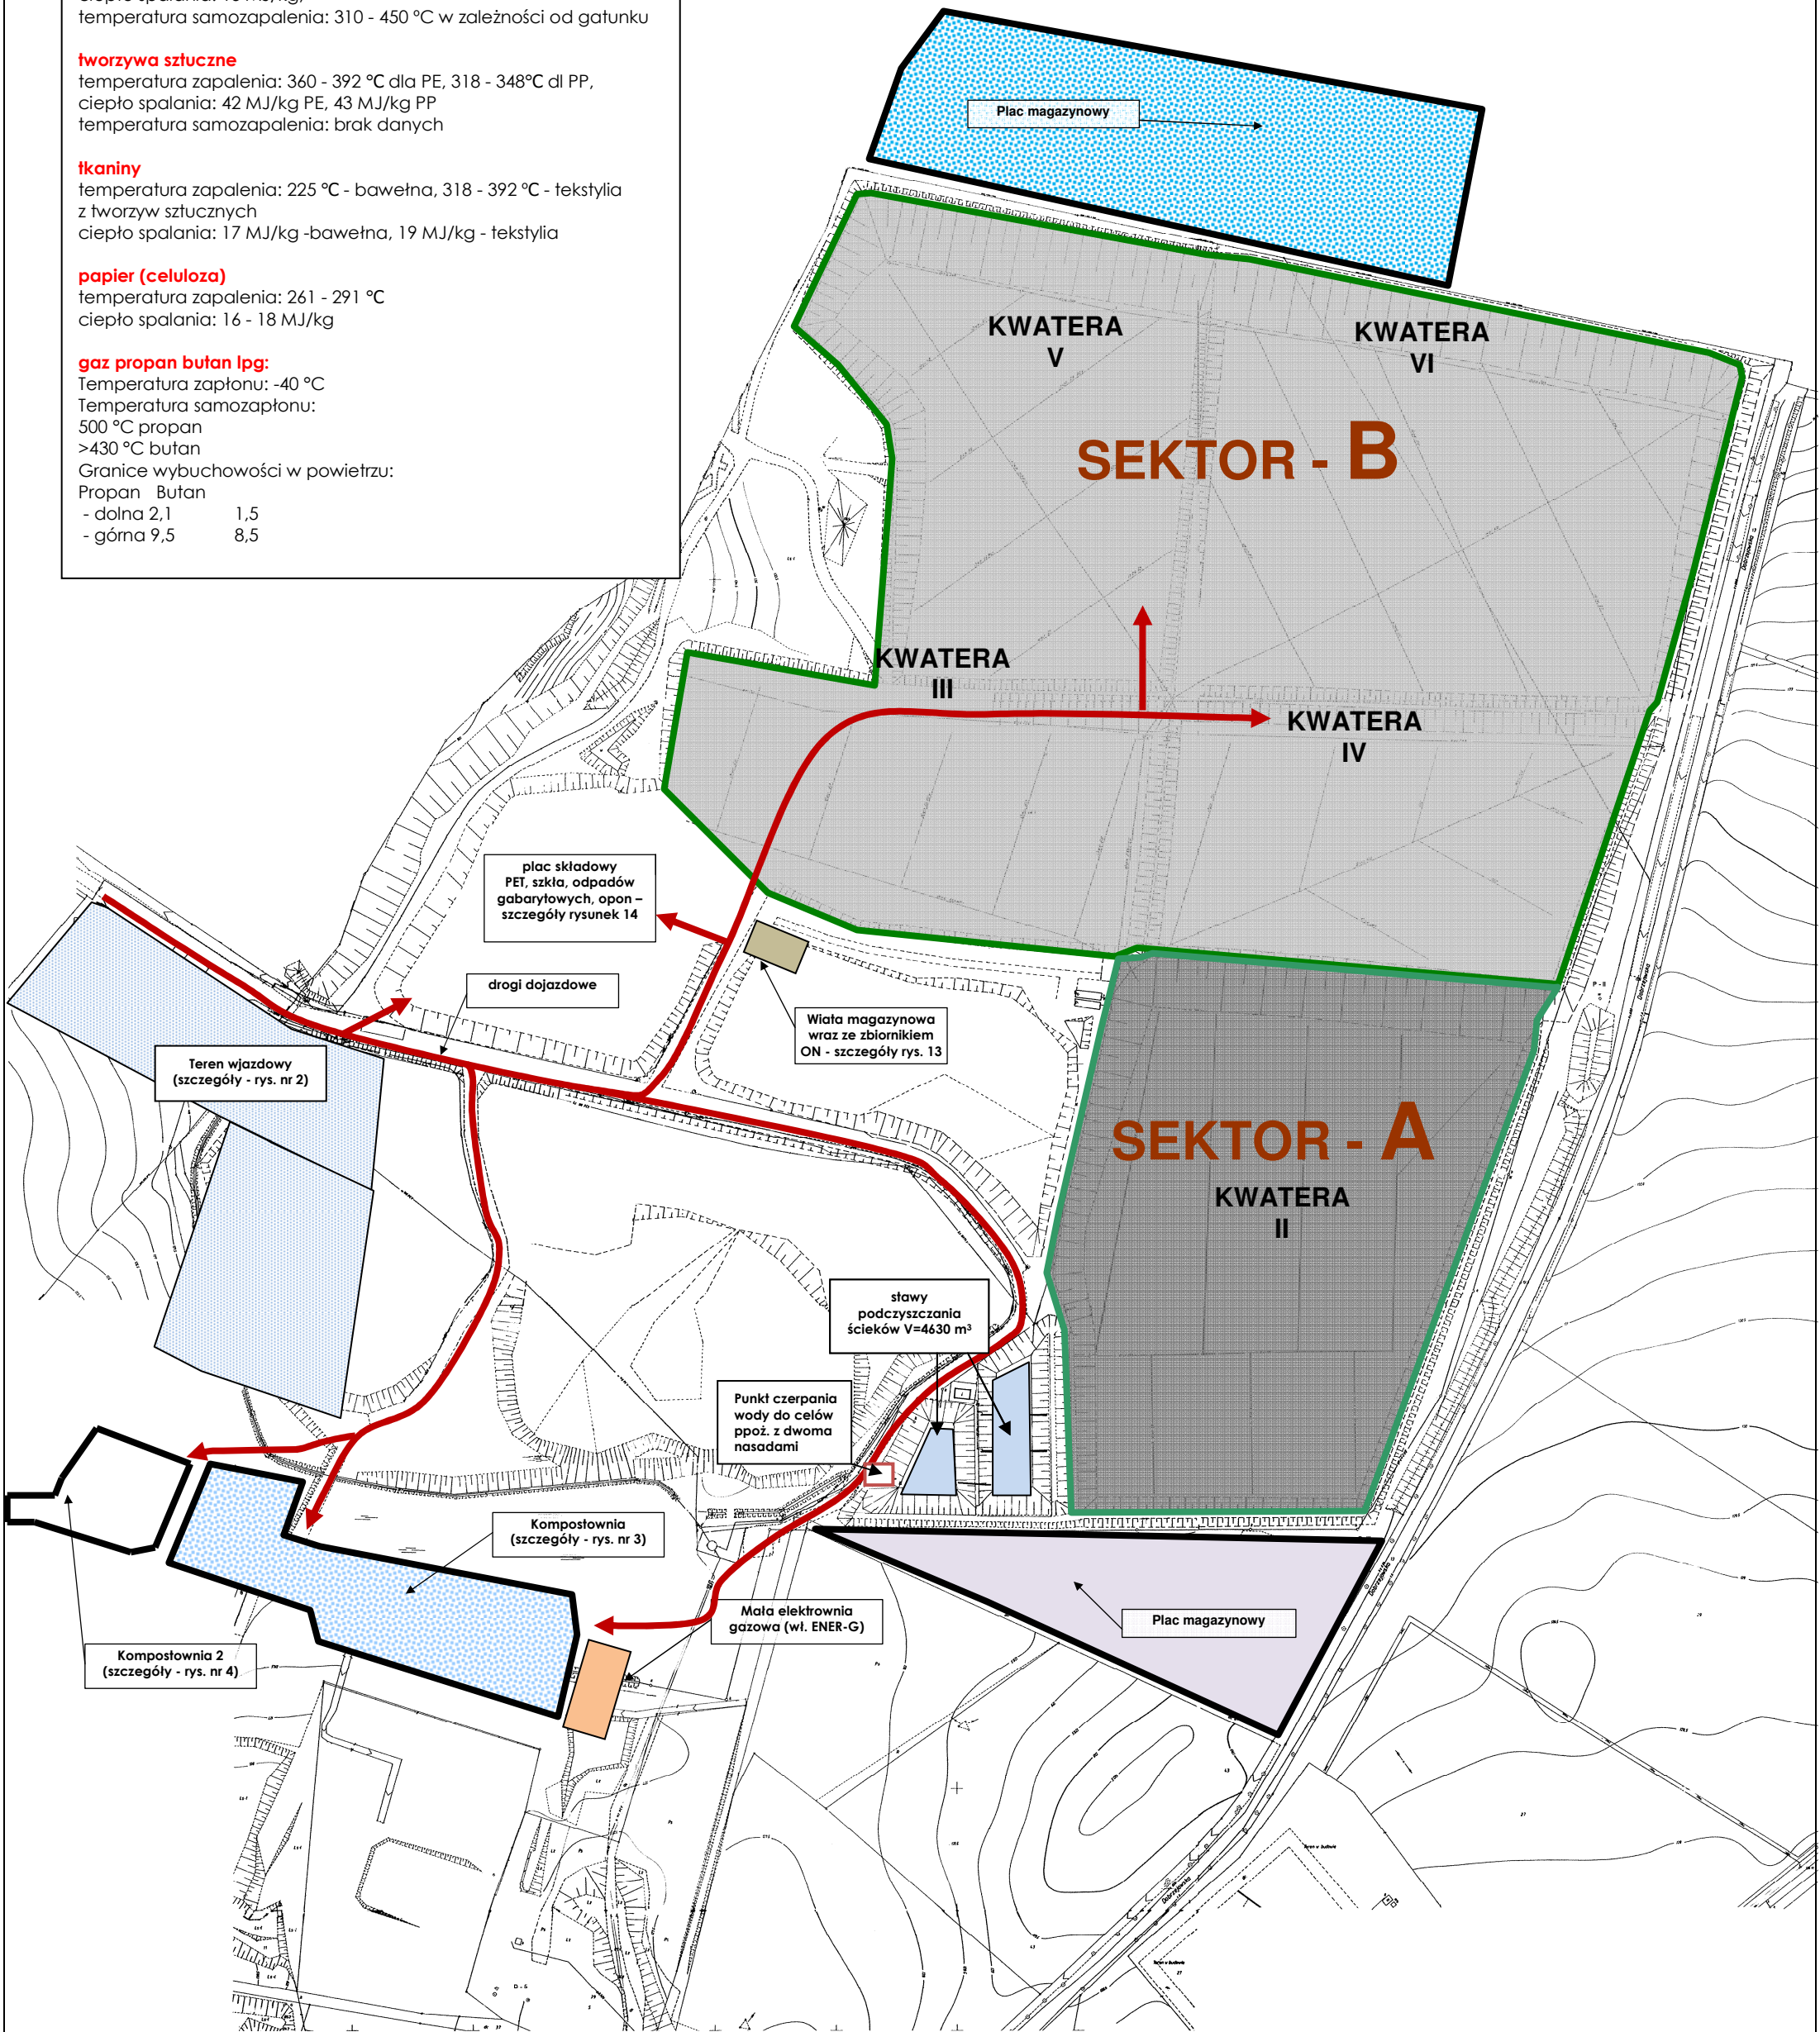 temperatura samozapalenia: 310 - 450 °C w zależności od gatunku
tworzywa sztuczne
temperatura zapalenia: 360 - 392 °C dla PE, 318 - 348°C dl PP,
ciepło spalania: 42 MJ/kg PE, 43 MJ/kg PP
temperatura samozapalenia: brak danych
tkaniny
temperatura zapalenia: 225 °C - bawełna, 318 - 392 °C - tekstylia
z tworzyw sztucznych
ciepło spalania: 17 MJ/kg -bawełna, 19 MJ/kg - tekstylia
papier (celuloza)
temperatura zapalenia: 261 - 291 °C
ciepło spalania: 16 - 18 MJ/kg
gaz propan butan lpg:
Temperatura zapłonu: -40 °C
Temperatura samozapłonu:
500 °C propan
>430 °C butan
Granice wybuchowości w powietrzu:
Propan Butan
- dolna 2,1 1,5
- górna 9,5 8,5
Plac magazynowy
KWATERA
V
KWATERA
VI
SEKTOR - B
KWATERA
III
KWATERA
IV
plac składowy
PET, szkła, odpadów
gabarytowych, opon –
szczegóły rysunek 14
drogi dojazdowe
Wiata magazynowa
wraz ze zbiornikiem
ON - szczegóły rys. 13
Teren wjazdowy
(szczegóły - rys. nr 2)
SEKTOR - A
KWATERA
II
stawy
podczyszczania
ścieków V=4630 m³
Punkt czerpania
wody do celów
ppoż. z dwoma
nasadami
Kompostownia
(szczegóły - rys. nr 3)
Mała elektrownia
gazowa (wł. ENER-G)
Plac magazynowy
Kompostownia 2
(szczegóły - rys. nr 4)